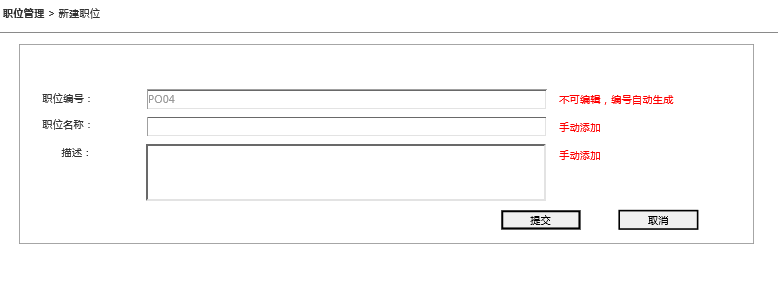 职位管理 > 新建职位
职位编号： PO04 不可编辑，编号自动生成
职位名称： 手动添加
描述： 手动添加
提交 取消